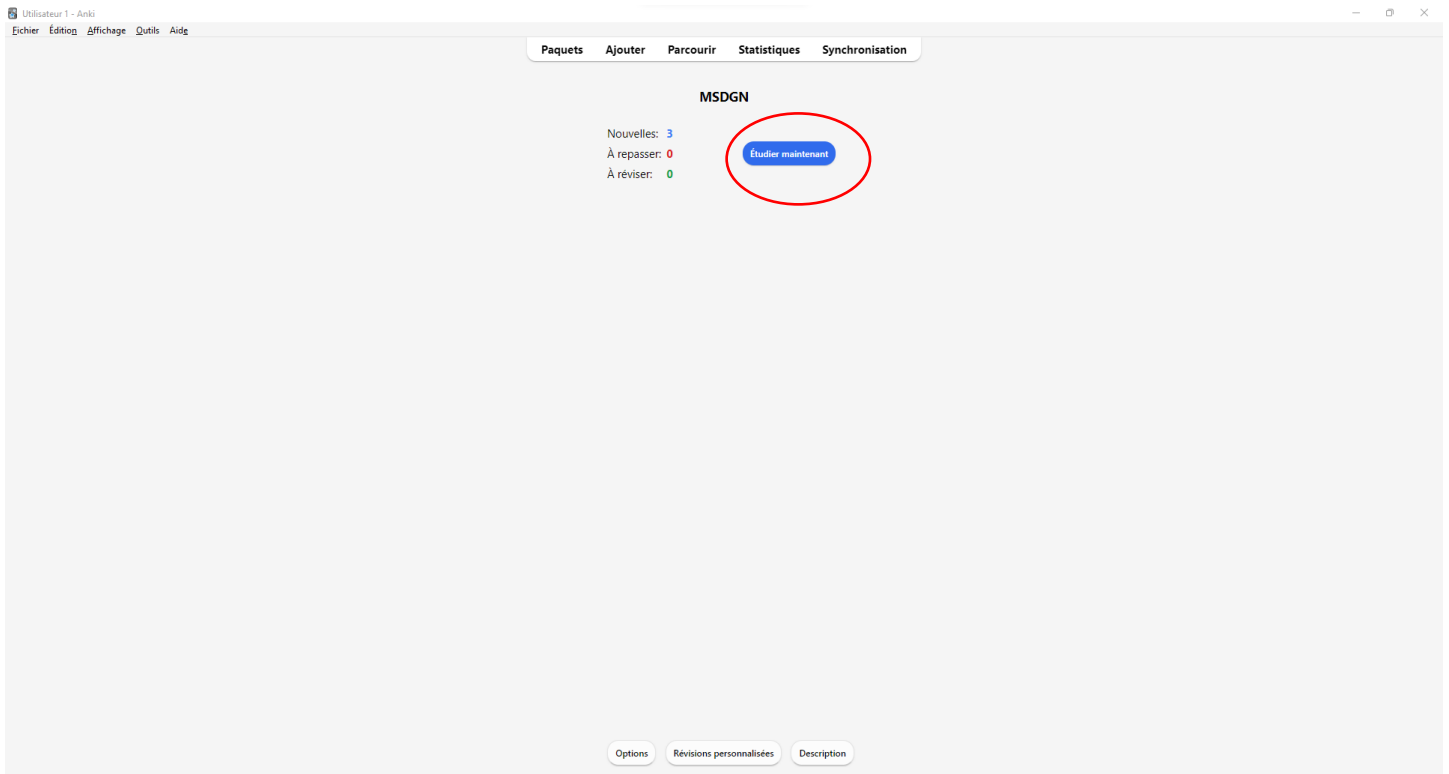 Utilisateur 1 - Anki
Fichier Édition Affichage Outils Aide
Paquets Ajouter Parcourir Statistiques Synchronisation
MSDGN
Nouvelles: 3
À repasser: 0
Étudier maintenant
À réviser: 0
Options Révisions personnalisées Description